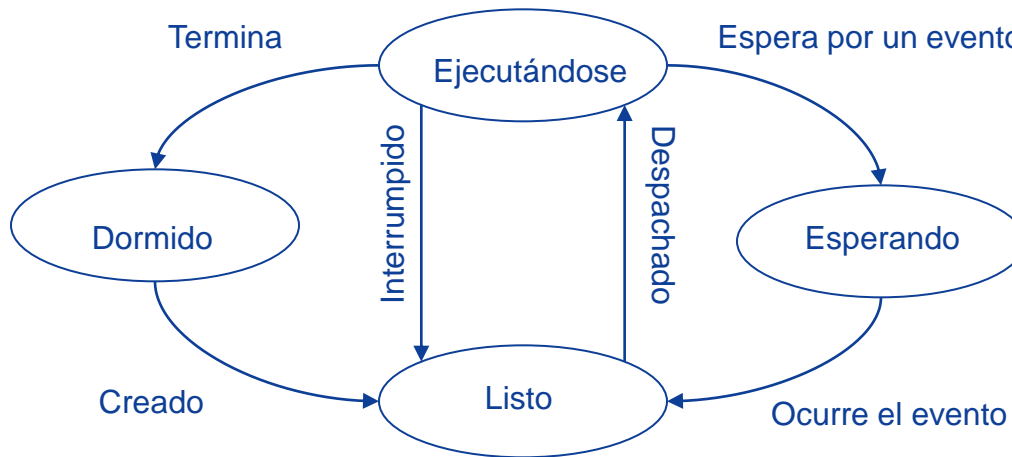 Termina
Espera por un evento
Ejecutándose
Interrumpido
Despachado
Dormido
Esperando
Creado
Listo
Ocurre el evento